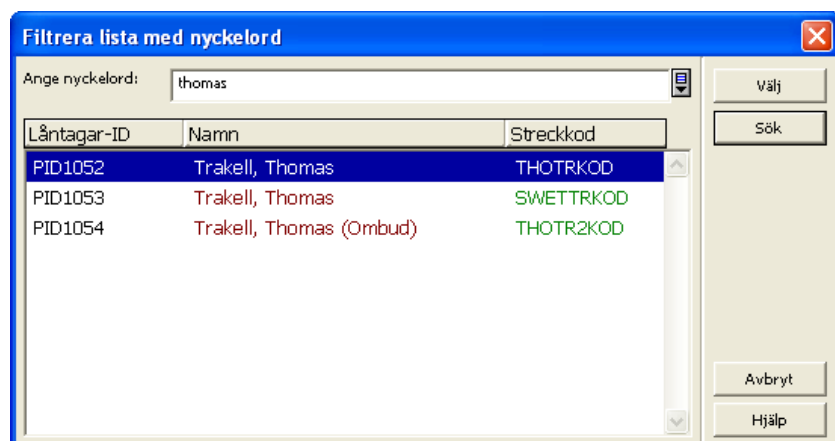 Filtrera lista med nyckelord
Ange nyckelord: thomas Välj
Sök
Låntagar-ID Namn Streckkod
PID1052 Trakell, Thomas THOTRKOD
PID1053 Trakell, Thomas SWETTRKOD
PID1054 Trakell, Thomas (Ombud) THOTR2KOD
Avbryt
Hjälp